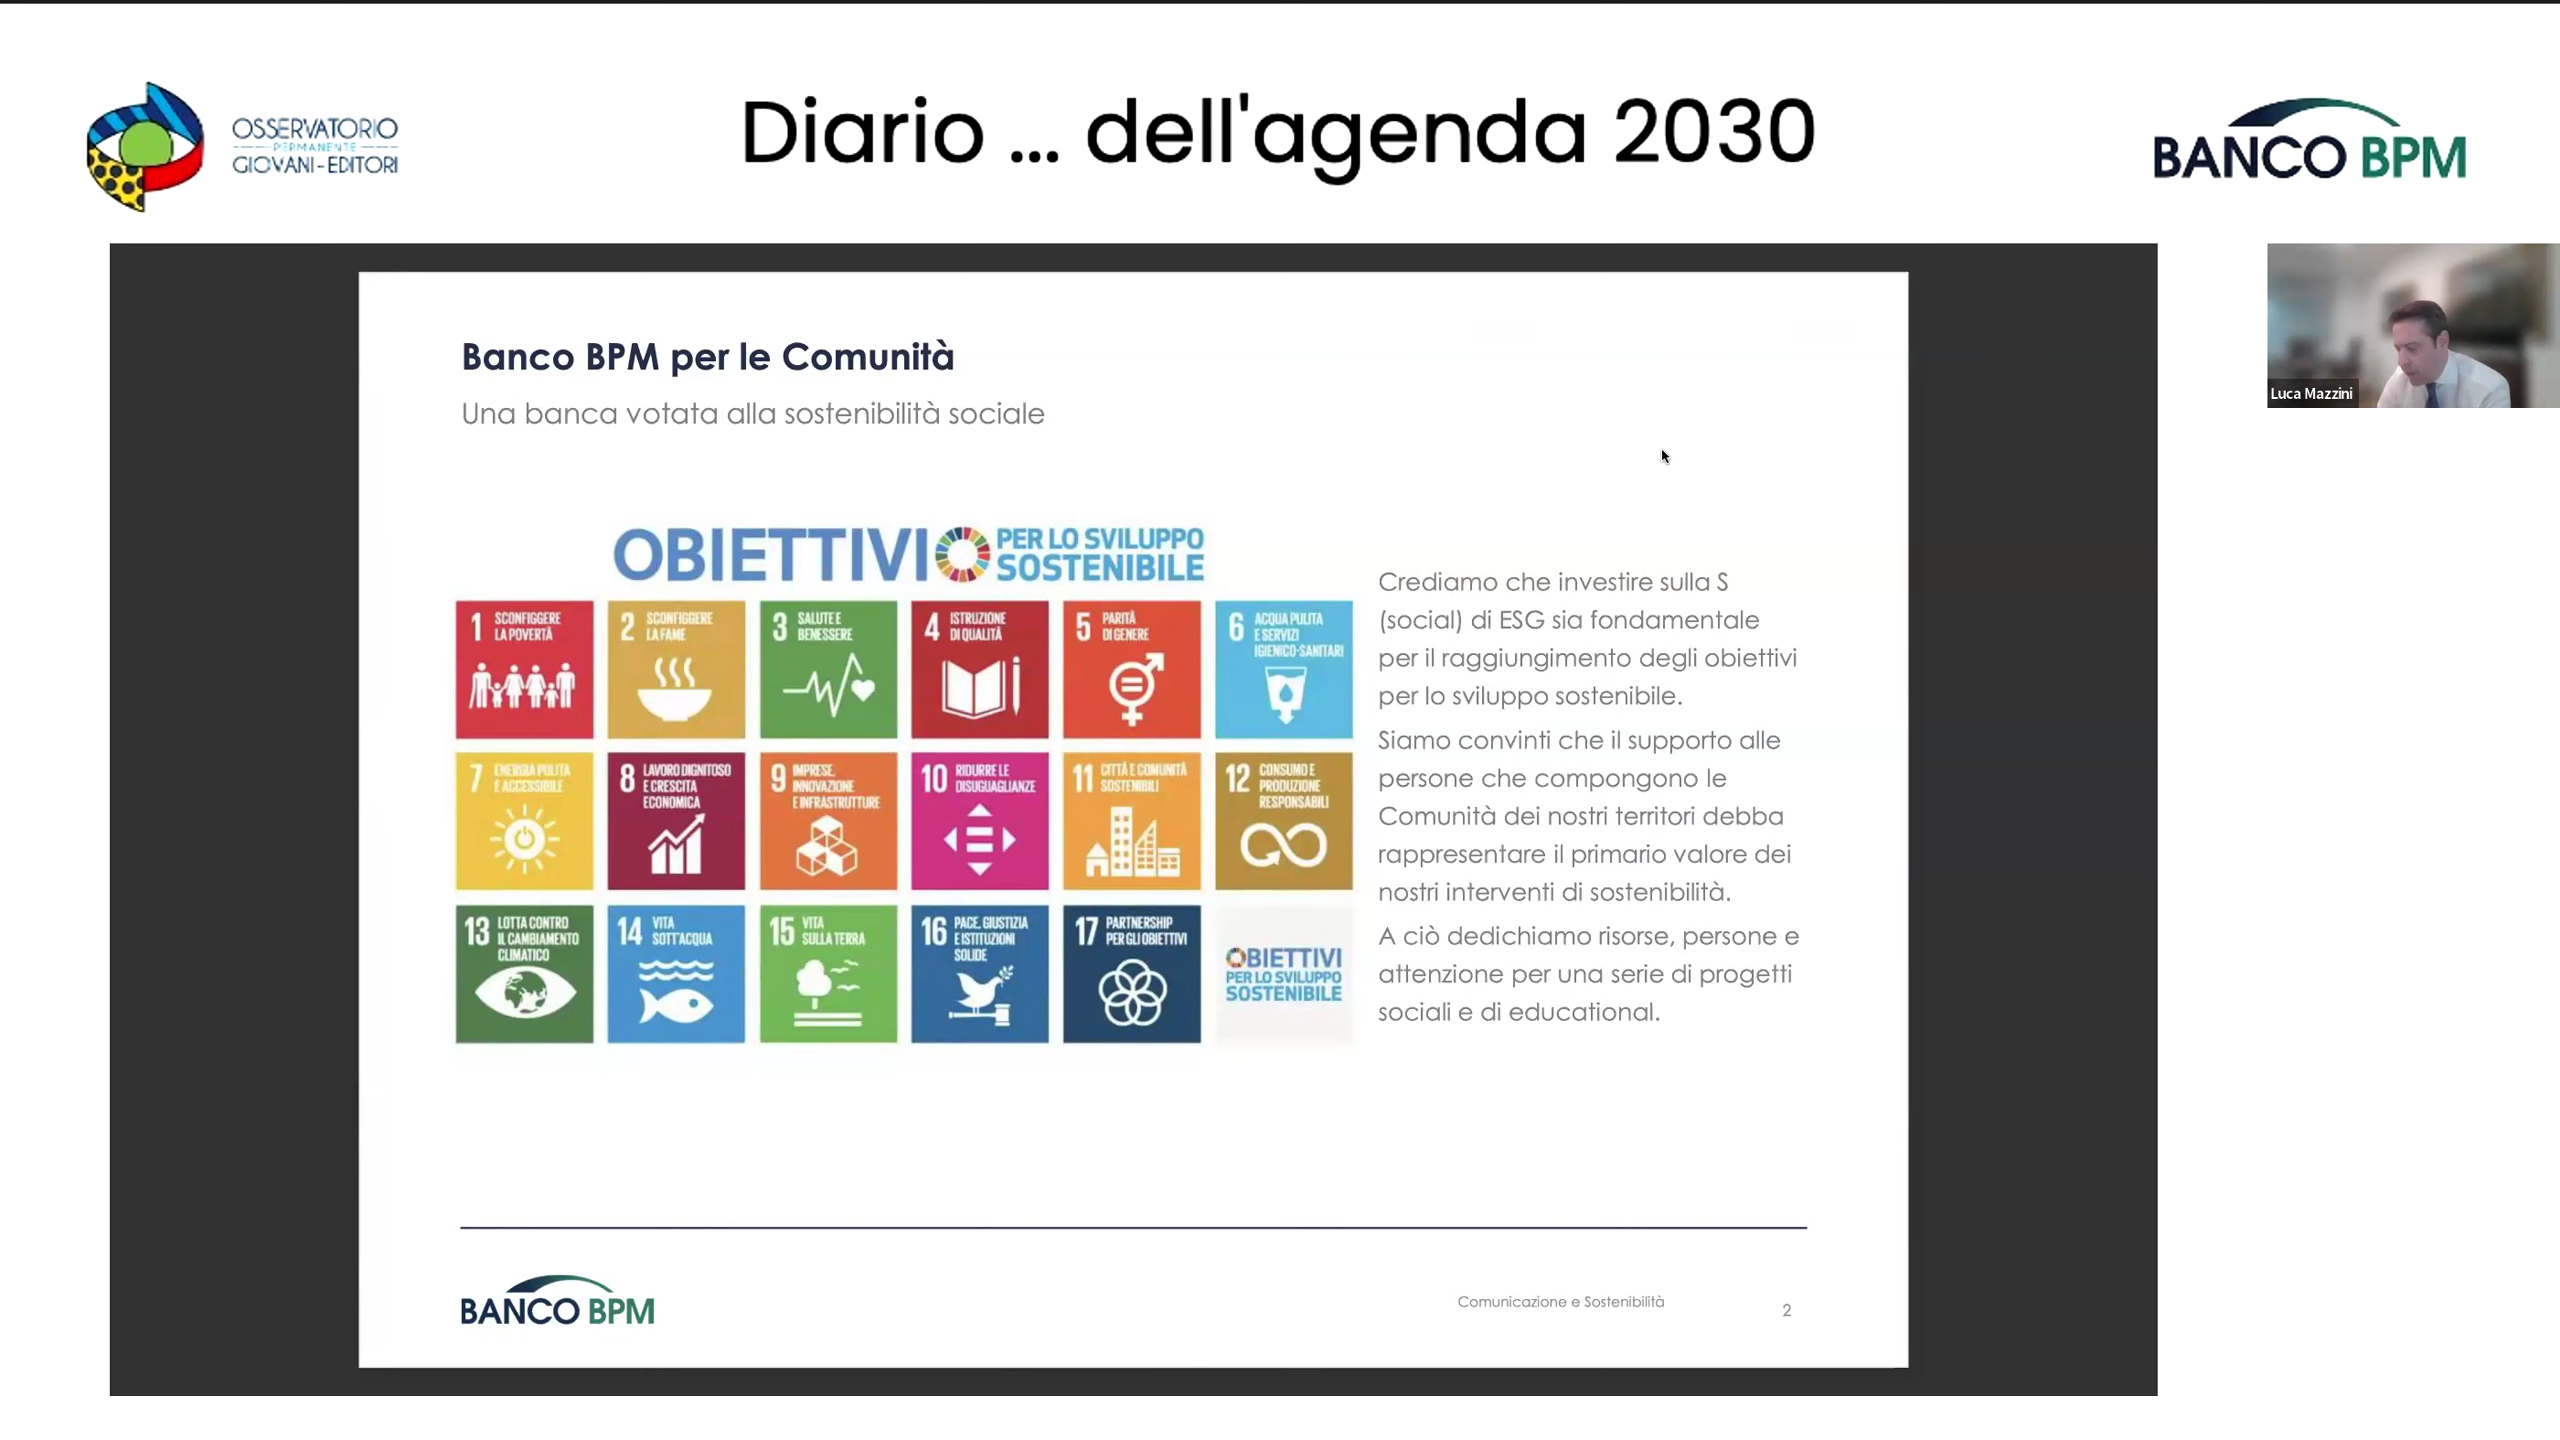 OSSERVATORIO
PERMANENTE
GIOVANI-EDITORI
Diario ... dell'agenda 2030
BANCO BPM
Luca Mazzini
Banco BPM per le Comunità
Una banca votata alla sostenibilità sociale
OBIETTIVI PER LO SVILUPPO
SOSTENIBILE
1 SCONFIGGERE
LA POVERTÀ
2 SCONFIGGERE
LA FAME
3 SALUTE E
BENESSERE
4 ISTRUZIONE
DI QUALITÀ
5 PARITÀ
DI GENERE
6 ACQUA PULITA
E SERVIZI
IGIENICO-SANITARI
7 ENERGIA PULITA
E ACCESSIBILE
8 LAVORO DIGNITOSO
E CRESCITA
ECONOMICA
9 IMPRESE,
INNOVAZIONE
E INFRASTRUTTURE
10 RIDURRE LE
DISUGUAGLIANZE
11 CITTÀ E COMUNITÀ
SOSTENIBILI
12 CONSUMO E
PRODUZIONE
RESPONSABILI
13 LOTTA CONTRO
IL CAMBIAMENTO
CLIMATICO
14 VITA
SOTT'ACQUA
15 VITA
SULLA TERRA
16 PACE, GIUSTIZIA
E ISTITUZIONI
SOLIDE
17 PARTNERSHIP
PER GLI OBIETTIVI
OBIETTIVI
PER LO SVILUPPO
SOSTENIBILE
Crediamo che investire sulla S
(social) di ESG sia fondamentale
per il raggiungimento degli obiettivi
per lo sviluppo sostenibile.
Siamo convinti che il supporto alle
persone che compongono le
Comunità dei nostri territori debba
rappresentare il primario valore dei
nostri interventi di sostenibilità.
A ciò dedichiamo risorse, persone e
attenzione per una serie di progetti
sociali e di educational.
BANCO BPM
Comunicazione e Sostenibilità
2